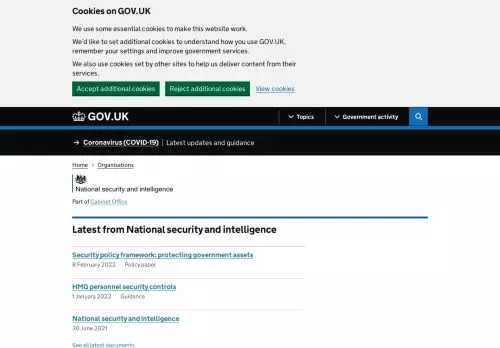 Cookies on GOV.UK
We use some essential cookies to make this website work.
We'd like to set additional cookies to understand how you use GOV.UK,
remember your settings and improve government services.
We also use cookies set by other sites to help us deliver content from their
services.
Accept additional cookies Reject additional cookies View cookies
GOV.UK Topics Government activity
→ Coronavirus (COVID-19) Latest updates and guidance
Home Organisations
National security and intelligence
Part of Cabinet Office
Latest from National security and intelligence
Security policy framework: protecting government assets
8 February 2022 Policy paper
HMG personnel security controls
1 January 2022 Guidance
National security and intelligence
30 June 2021
See all latest documents